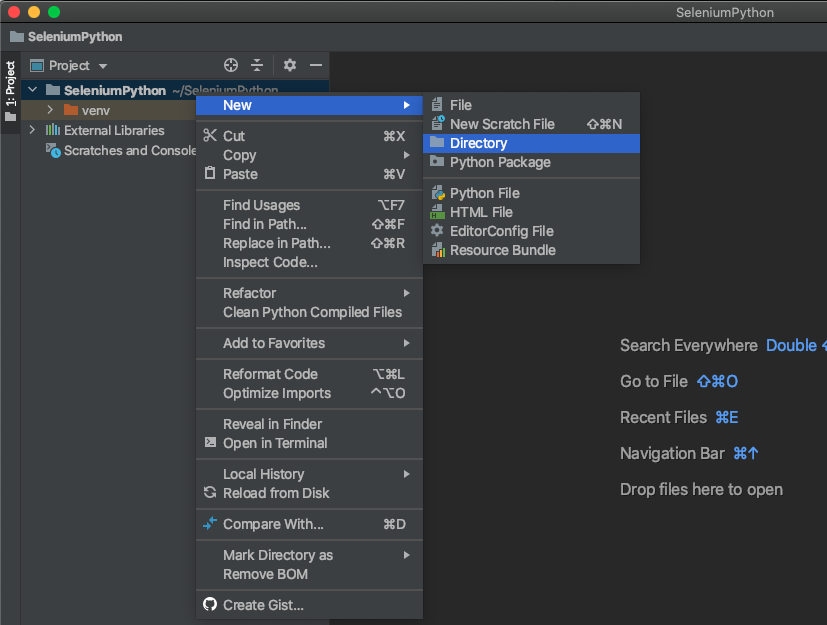 SeleniumPython
SeleniumPython
1: Project
Project
SeleniumPython ~/SeleniumPython
venv
External Libraries
Scratches and Console
New
Cut ⌘X
Copy
Paste ⌘V
Find Usages ⌥F7
Find in Path... ⇧⌘F
Replace in Path... ⇧⌘R
Inspect Code...
Refactor
Clean Python Compiled Files
Add to Favorites
Reformat Code ⌥⌘L
Optimize Imports ^⌥O
Reveal in Finder
Open in Terminal
Local History
Reload from Disk
Compare With... ⌘D
Mark Directory as
Remove BOM
Create Gist...
File
New Scratch File ⇧⌘N
Directory
Python Package
Python File
HTML File
EditorConfig File
Resource Bundle
Search Everywhere Double
Go to File ⇧⌘O
Recent Files ⌘E
Navigation Bar ⌘↑
Drop files here to open